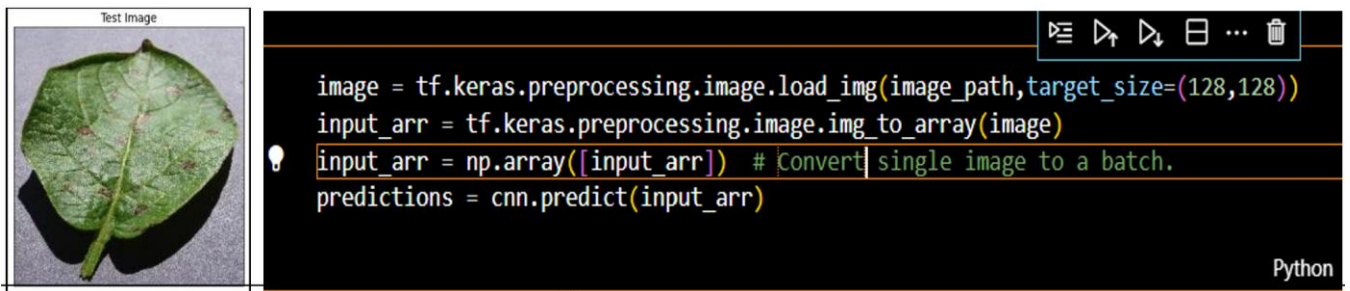 Test Image
image = tf.keras.preprocessing.image.load_img(image_path,target_size=(128,128))
input_arr = tf.keras.preprocessing.image.img_to_array(image)
input_arr = np.array([input_arr])  # Convert single image to a batch.
predictions = cnn.predict(input_arr)
Python